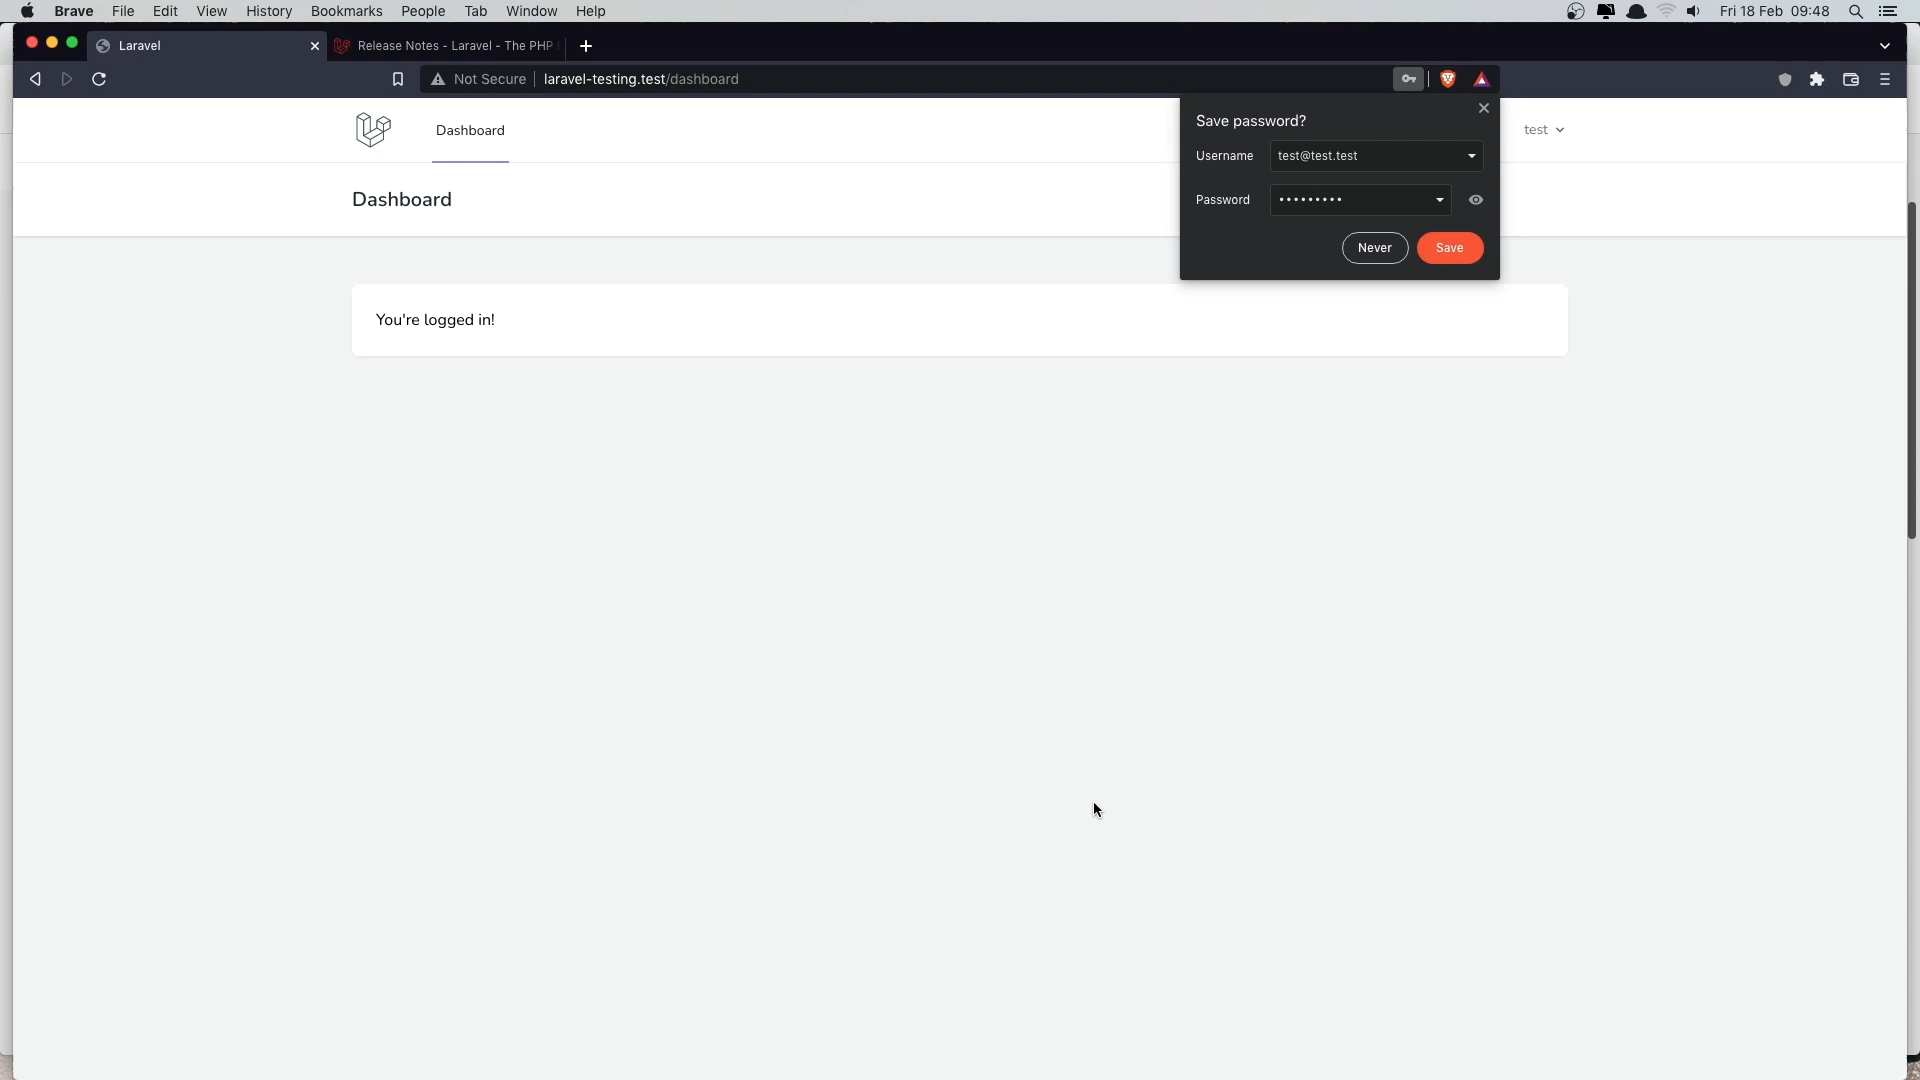 Brave File Edit View History Bookmarks People Tab Window Help Fri 18 Feb 09:48
Laravel Release Notes - Laravel - The PHP
Not Secure laravel-testing.test/dashboard
Dashboard
test
Save password?
Username test@test.test
Password •••••••••
Never Save
Dashboard
You're logged in!